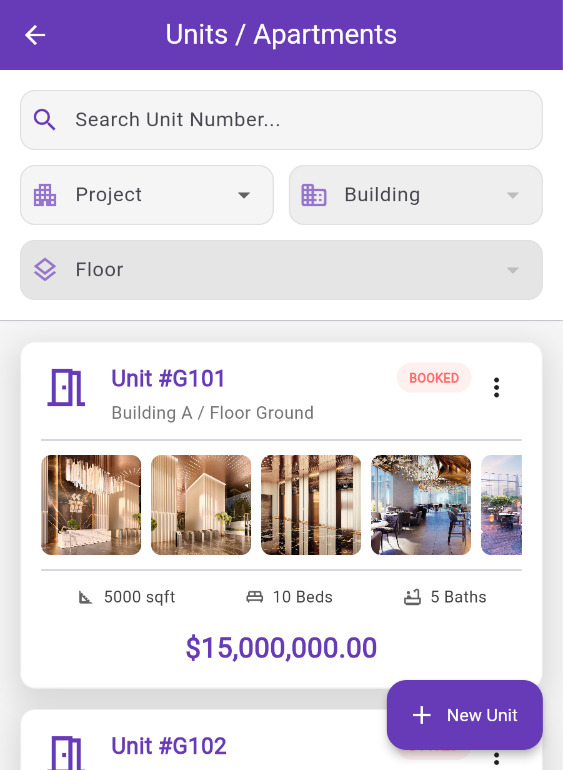 Units / Apartments
Search Unit Number...
Project
Building
Floor
Unit #G101
BOOKED
Building A / Floor Ground
5000 sqft
10 Beds
5 Baths
$15,000,000.00
New Unit
Unit #G102